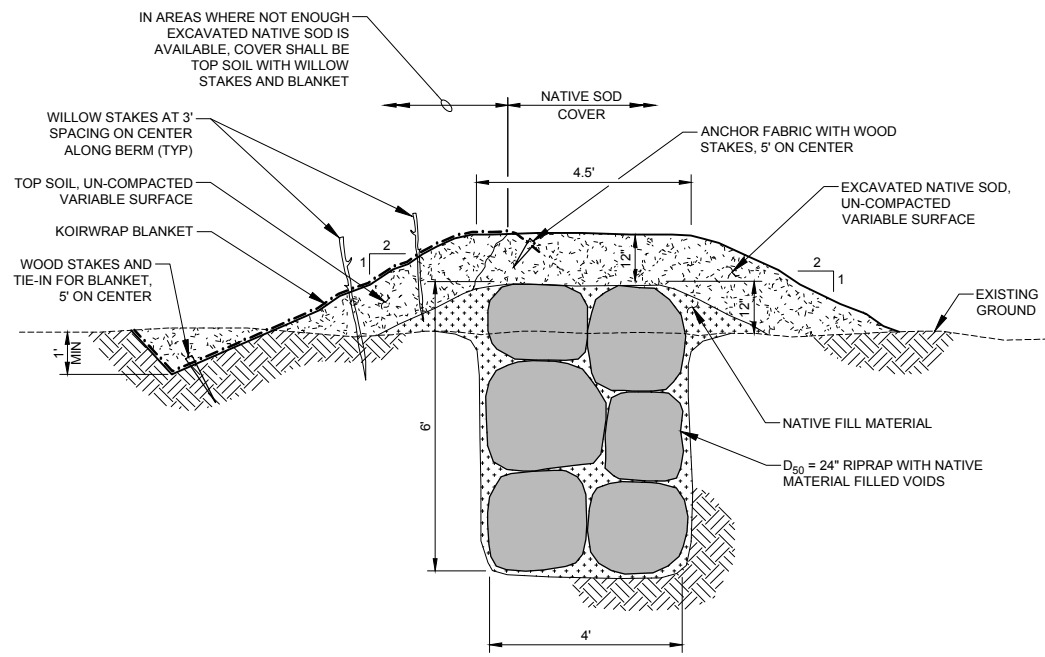 IN AREAS WHERE NOT ENOUGH
EXCAVATED NATIVE SOD IS
AVAILABLE, COVER SHALL BE
TOP SOIL WITH WILLOW
STAKES AND BLANKET
NATIVE SOD
COVER
WILLOW STAKES AT 3'
SPACING ON CENTER
ALONG BERM (TYP)
ANCHOR FABRIC WITH WOOD
STAKES, 5' ON CENTER
4.5'
TOP SOIL, UN-COMPACTED
VARIABLE SURFACE
EXCAVATED NATIVE SOD,
UN-COMPACTED
VARIABLE SURFACE
KOIRWRAP BLANKET
2
1
12"
2
1
WOOD STAKES AND
TIE-IN FOR BLANKET,
5' ON CENTER
12"
EXISTING
GROUND
1'
MIN
6'
NATIVE FILL MATERIAL
D50 = 24" RIPRAP WITH NATIVE
MATERIAL FILLED VOIDS
4'